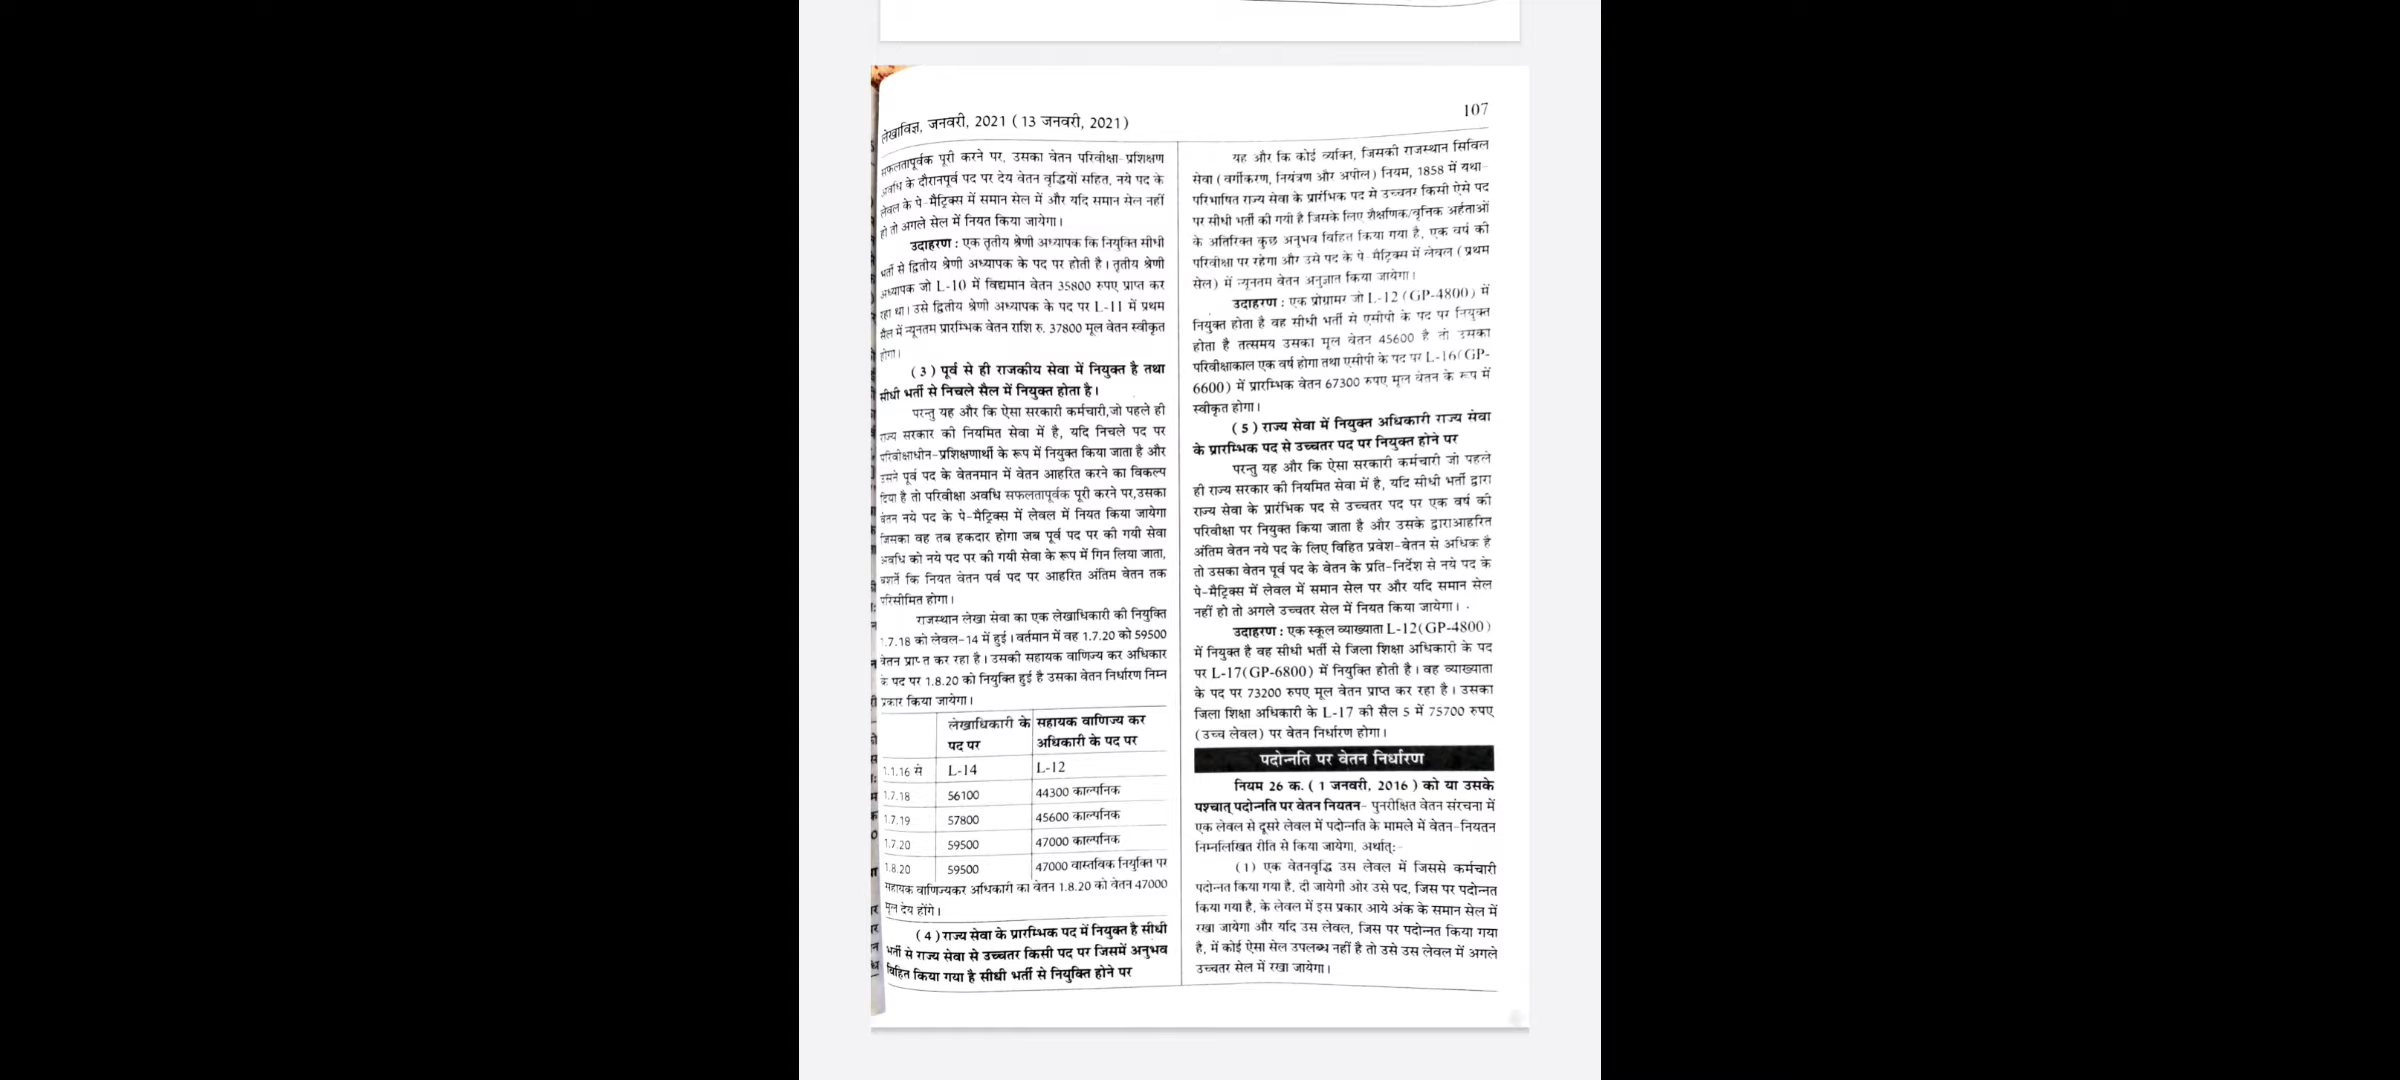 लेखाविज्ञ, जनवरी, 2021 ( 13 जनवरी, 2021)
107
सफलतापूर्वक पूरी करने पर, उसका वेतन परिवीक्षा-प्रशिक्षण
अवधि के दौरानपूर्व पद पर देय वेतन वृद्धियों सहित, नये पद के
लेवल के पे-मैट्रिक्स में समान सेल में और यदि समान सेल नहीं
हो तो अगले सेल में नियत किया जायेगा।
उदाहरण : एक तृतीय श्रेणी अध्यापक कि नियुक्ति सीधी
भर्ती से द्वितीय श्रेणी अध्यापक के पद पर होती है। तृतीय श्रेणी
अध्यापक जो L-10 में विद्यमान वेतन 35800 रुपए प्राप्त कर
रहा था। उसे द्वितीय श्रेणी अध्यापक के पद पर L-11 में प्रथम
सैल में न्यूनतम प्रारम्भिक वेतन राशि रु. 37800 मूल वेतन स्वीकृत
होगा।
(3) पूर्व से ही राजकीय सेवा में नियुक्त है तथा
सीधी भर्ती से निचले सैल में नियुक्त होता है।
परन्तु यह और कि ऐसा सरकारी कर्मचारी,जो पहले ही
राज्य सरकार की नियमित सेवा में है, यदि निचले पद पर
परिवीक्षाधीन-प्रशिक्षणार्थी के रूप में नियुक्त किया जाता है और
उसने पूर्व पद के वेतनमान में वेतन आहरित करने का विकल्प
दिया है तो परिवीक्षा अवधि सफलतापूर्वक पूरी करने पर,उसका
वेतन नये पद के पे-मैट्रिक्स में लेवल में नियत किया जायेगा
जिसका वह तब हकदार होगा जब पूर्व पद पर की गयी सेवा
अवधि को नये पद पर की गयी सेवा के रूप में गिन लिया जाता,
बशर्ते कि नियत वेतन पर्व पद पर आहरित अंतिम वेतन तक
परिसीमित होगा।
राजस्थान लेखा सेवा का एक लेखाधिकारी की नियुक्ति
1.7.18 को लेवल-14 में हुई। वर्तमान में वह 1.7.20 को 59500
वेतन प्राप्त कर रहा है। उसकी सहायक वाणिज्य कर अधिकार
के पद पर 1.8.20 को नियुक्ति हुई है उसका वेतन निर्धारण निम्न
प्रकार किया जायेगा।
लेखाधिकारी के सहायक वाणिज्य कर
पद पर अधिकारी के पद पर
1.1.16 से L-14 L-12
1.7.18 56100 44300 काल्पनिक
1.7.19 57800 45600 काल्पनिक
1.7.20 59500 47000 काल्पनिक
1.8.20 59500 47000 वास्तविक नियुक्ति पर
सहायक वाणिज्यकर अधिकारी का वेतन 1.8.20 को वेतन 47000
मूल देय होंगे।
(4) राज्य सेवा के प्रारम्भिक पद में नियुक्त है सीधी
भर्ती से राज्य सेवा से उच्चतर किसी पद पर जिसमें अनुभव
विहित किया गया है सीधी भर्ती से नियुक्ति होने पर
यह और कि कोई व्यक्ति, जिसकी राजस्थान सिविल
सेवा (वर्गीकरण, नियंत्रण और अपील) नियम, 1858 में यथा-
परिभाषित राज्य सेवा के प्रारंभिक पद से उच्चतर किसी ऐसे पद
पर सीधी भर्ती की गयी है जिसके लिए शैक्षणिक/वृनिक अर्हताओं
के अतिरिक्त कुछ अनुभव विहित किया गया है, एक वर्ष की
परिवीक्षा पर रहेगा और उसे पद के पे-मैट्रिक्स में लेवल (प्रथम
सेल) में न्यूनतम वेतन अनुज्ञात किया जायेगा।
उदाहरण : एक प्रोग्रामर जो L-12 (GP-4800) में
नियुक्त होता है वह सीधी भर्ती से एसीपी के पद पर नियुक्त
होता है तत्समय उसका मूल वेतन 45600 है तो उसका
परिवीक्षाकाल एक वर्ष होगा तथा एसीपी के पद पर L-16(GP-
6600) में प्रारम्भिक वेतन 67300 रुपए मूल वेतन के रूप में
स्वीकृत होगा।
(5) राज्य सेवा में नियुक्त अधिकारी राज्य सेवा
के प्रारम्भिक पद से उच्चतर पद पर नियुक्त होने पर
परन्तु यह और कि ऐसा सरकारी कर्मचारी जो पहले
ही राज्य सरकार की नियमित सेवा में है, यदि सीधी भर्ती द्वारा
राज्य सेवा के प्रारंभिक पद से उच्चतर पद पर एक वर्ष की
परिवीक्षा पर नियुक्त किया जाता है और उसके द्वाराआहरित
अंतिम वेतन नये पद के लिए विहित प्रवेश-वेतन से अधिक है
तो उसका वेतन पूर्व पद के वेतन के प्रति-निर्देश से नये पद के
पे-मैट्रिक्स में लेवल में समान सेल पर और यदि समान सेल
नहीं हो तो अगले उच्चतर सेल में नियत किया जायेगा।
उदाहरण : एक स्कूल व्याख्याता L-12(GP-4800)
में नियुक्त है वह सीधी भर्ती से जिला शिक्षा अधिकारी के पद
पर L-17(GP-6800) में नियुक्ति होती है। वह व्याख्याता
के पद पर 73200 रुपए मूल वेतन प्राप्त कर रहा है। उसका
जिला शिक्षा अधिकारी के L-17 की सैल 5 में 75700 रुपए
(उच्च लेवल) पर वेतन निर्धारण होगा।
पदोन्नति पर वेतन निर्धारण
नियम 26 क. ( 1 जनवरी, 2016 ) को या उसके
पश्चात् पदोन्नति पर वेतन नियतन- पुनरीक्षित वेतन संरचना में
एक लेवल से दूसरे लेवल में पदोन्नति के मामले में वेतन-नियतन
निम्नलिखित रीति से किया जायेगा, अर्थात्:-
(1) एक वेतनवृद्धि उस लेवल में जिससे कर्मचारी
पदोन्नत किया गया है, दी जायेगी ओर उसे पद, जिस पर पदोन्नत
किया गया है, के लेवल में इस प्रकार आये अंक के समान सेल में
रखा जायेगा और यदि उस लेवल, जिस पर पदोन्नत किया गया
है, में कोई ऐसा सेल उपलब्ध नहीं है तो उसे उस लेवल में अगले
उच्चतर सेल में रखा जायेगा।